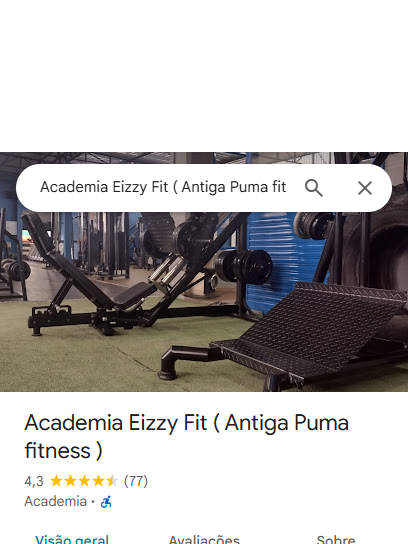 Academia Eizzy Fit ( Antiga Puma fit
Academia Eizzy Fit ( Antiga Puma
fitness )
4,3 (77)
Academia ·
Visão geral Avaliações Sobre